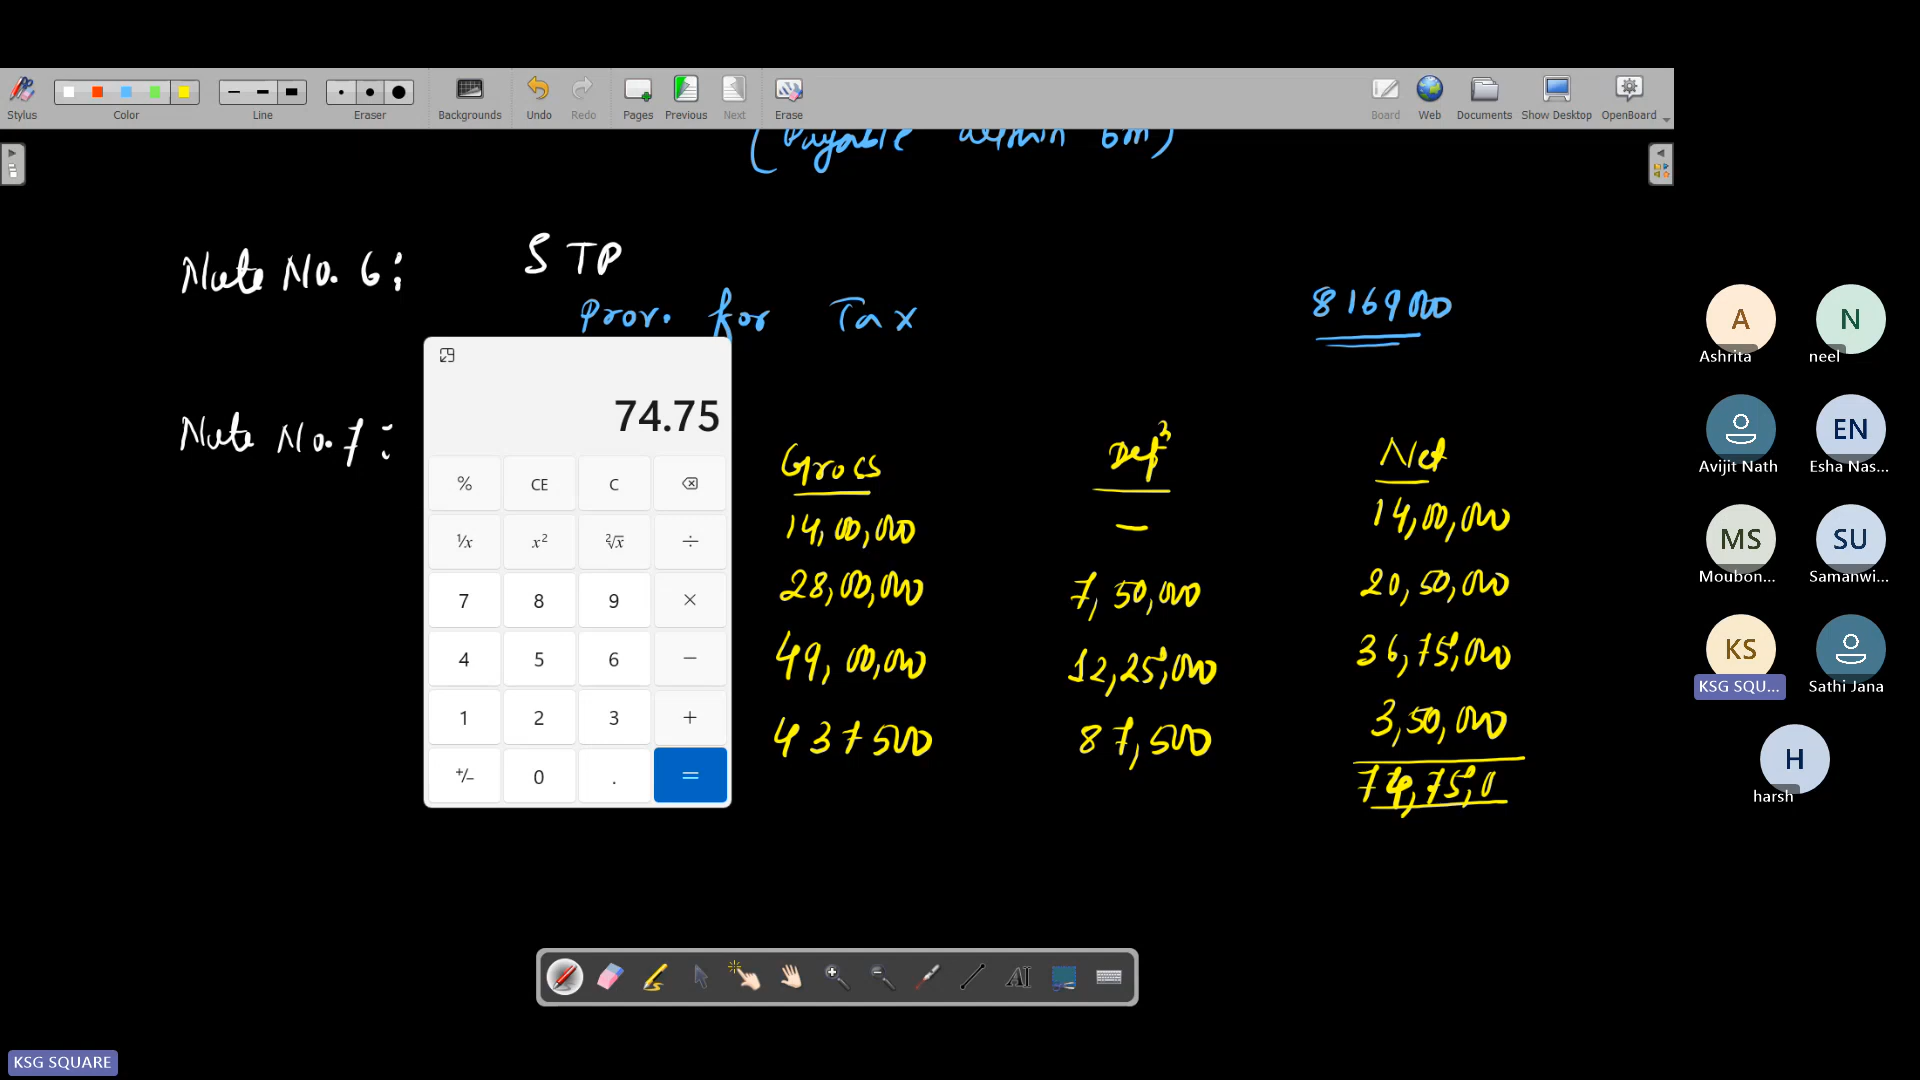 Stylus Color Line Eraser Backgrounds Undo Redo Pages Previous Next Erase Board Web Documents Show Desktop OpenBoard
(Payable within 6m)
Note No. 6: STP
Prov. for Tax 8169000
74.75
Note No. 7:
Gross Depⁿ Net
14,00,000 — 14,00,000
28,00,000 7,50,000 20,50,000
49,00,000 12,25,000 36,75,000
437500 87,500 3,50,000
74,75,0
% CE C
1/x x² ²√x ÷
7 8 9 ×
4 5 6 −
1 2 3 +
+/− 0 . =
AI
A N
Ashrita neel
EN
Avijit Nath Esha Nas...
MS SU
Moubon... Samanwi...
KS
KSG SQU... Sathi Jana
H
harsh
KSG SQUARE